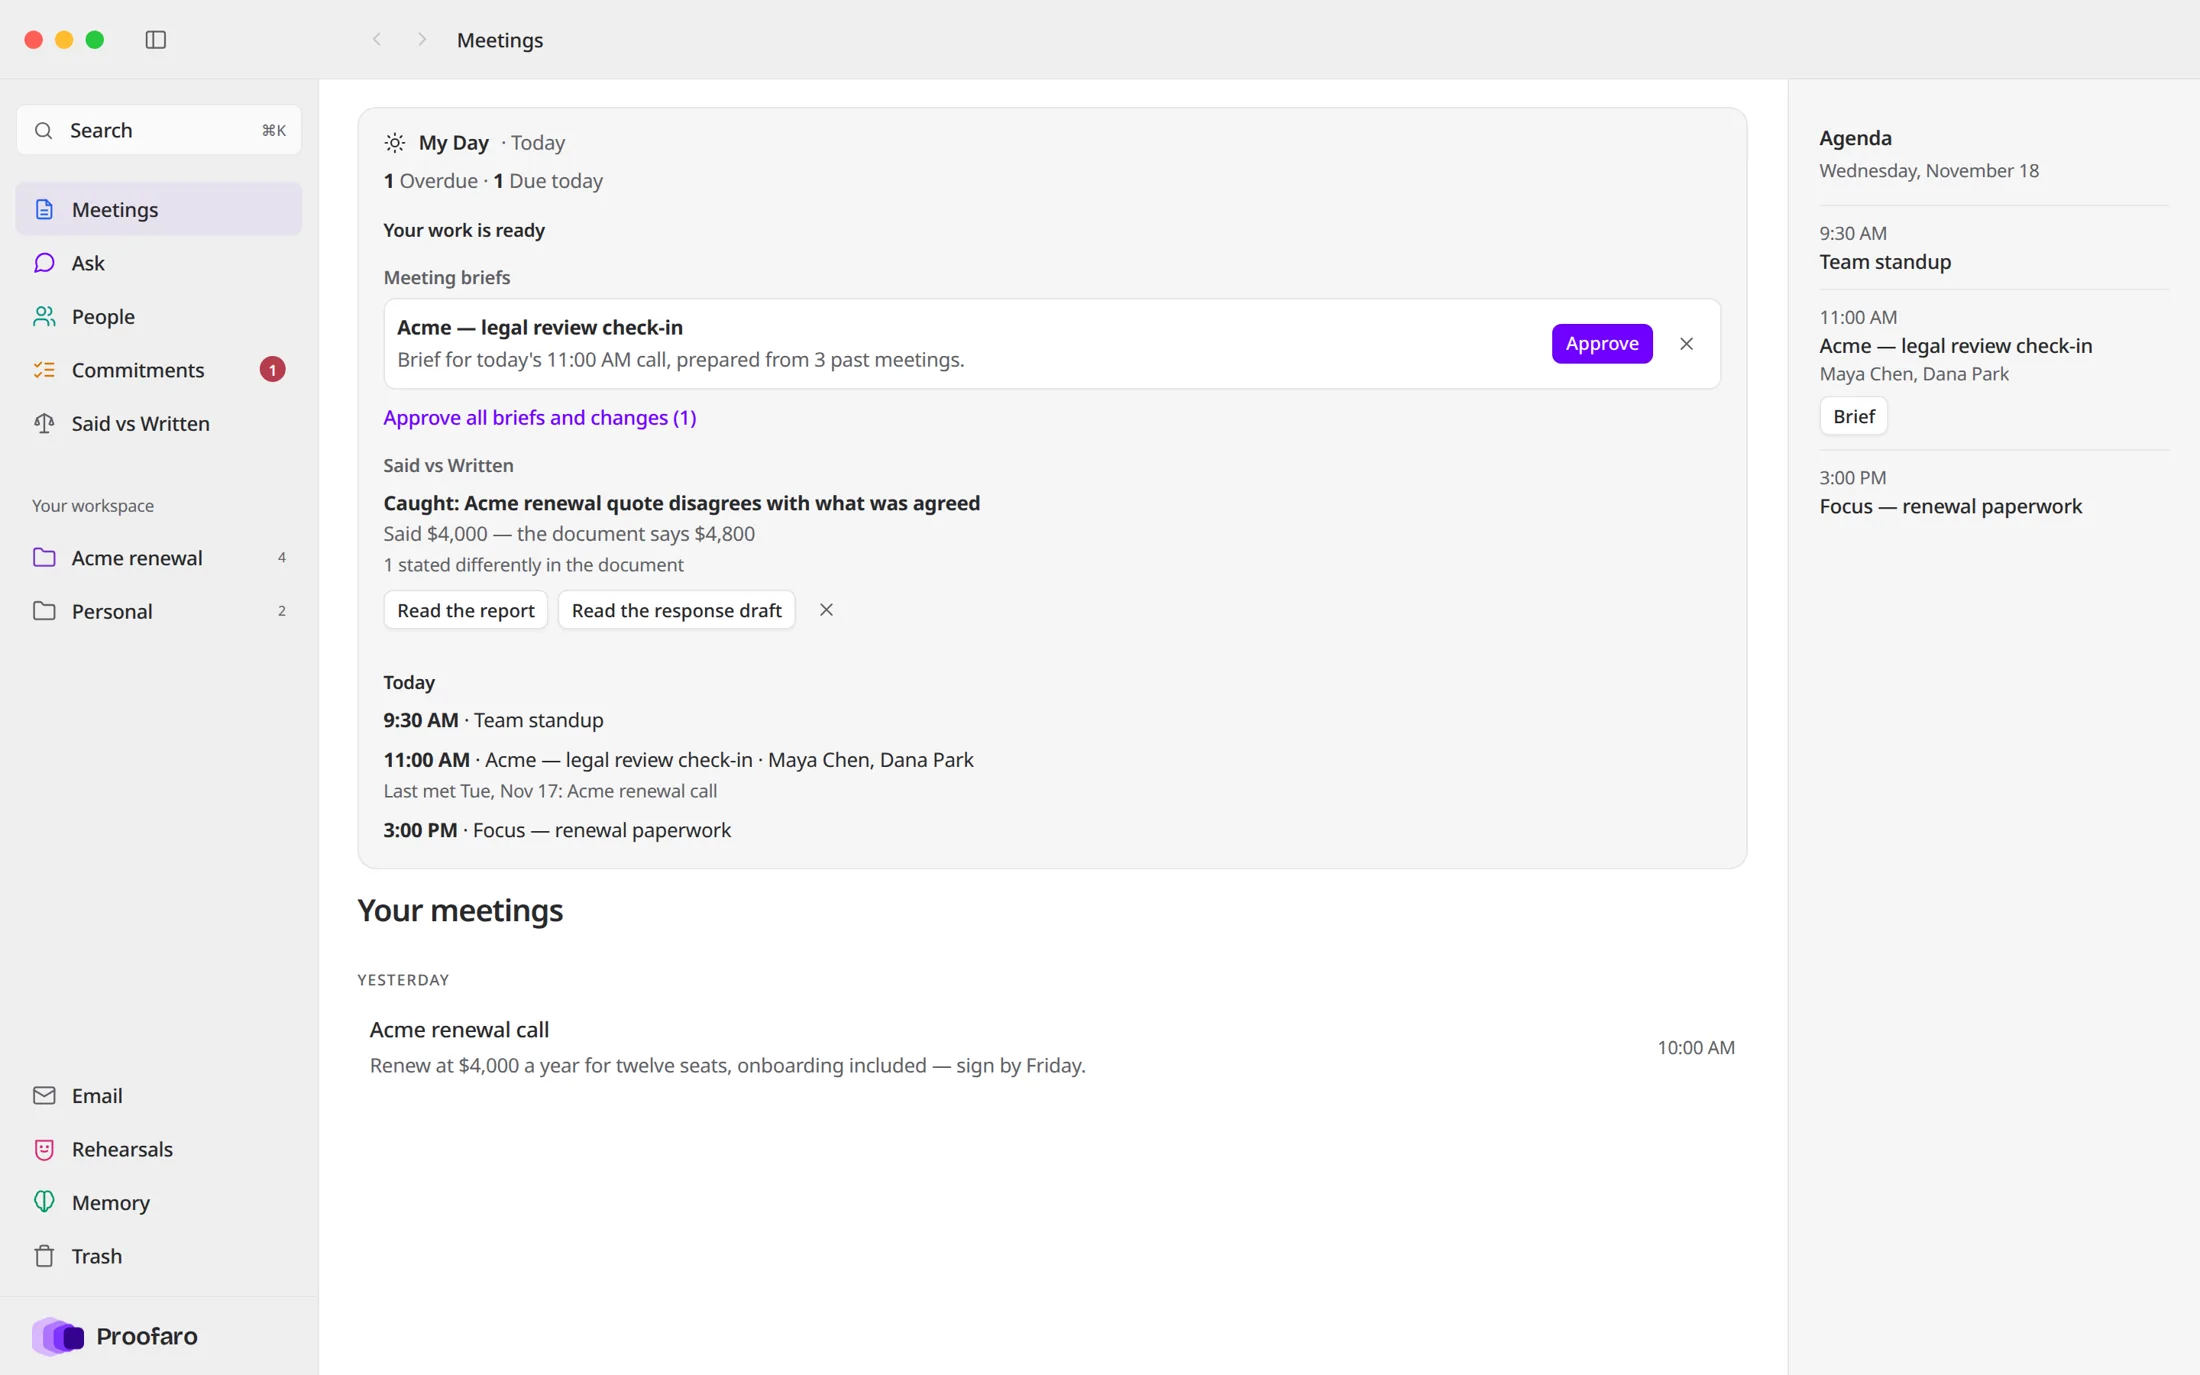 Meetings
Search ⌘K
Meetings
Ask
People
Commitments 1
Said vs Written
Your workspace
Acme renewal 4
Personal 2
Email
Rehearsals
Memory
Trash
Proofaro
My Day · Today
1 Overdue · 1 Due today
Your work is ready
Meeting briefs
Acme — legal review check-in
Brief for today's 11:00 AM call, prepared from 3 past meetings.
Approve
Approve all briefs and changes (1)
Said vs Written
Caught: Acme renewal quote disagrees with what was agreed
Said $4,000 — the document says $4,800
1 stated differently in the document
Read the report
Read the response draft
Today
9:30 AM · Team standup
11:00 AM · Acme — legal review check-in · Maya Chen, Dana Park
Last met Tue, Nov 17: Acme renewal call
3:00 PM · Focus — renewal paperwork
Your meetings
YESTERDAY
Acme renewal call
Renew at $4,000 a year for twelve seats, onboarding included — sign by Friday.
10:00 AM
Agenda
Wednesday, November 18
9:30 AM
Team standup
11:00 AM
Acme — legal review check-in
Maya Chen, Dana Park
Brief
3:00 PM
Focus — renewal paperwork